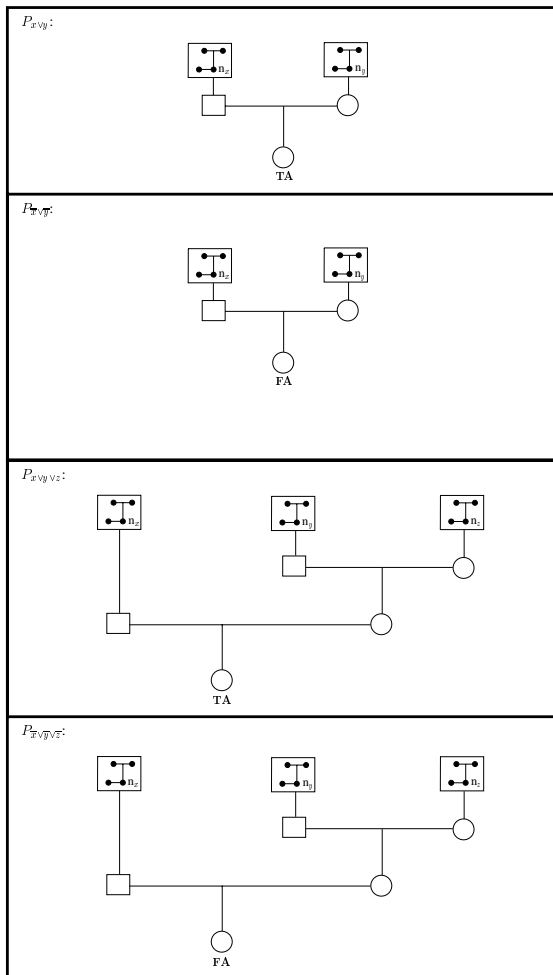 P_{x∨y}:
n_x n_y
TA
P_{x̅∨y̅}:
n_x n_y
FA
P_{x∨y∨z}:
n_x n_y n_z
TA
P_{x̅∨y̅∨z̅}:
n_x n_y n_z
FA